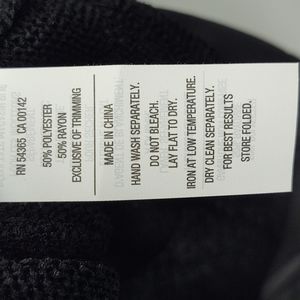 RN 54365 CA 00142
50% POLYESTER
50% RAYON
EXCLUSIVE OF TRIMMING
MADE IN CHINA
HAND WASH SEPARATELY.
DO NOT BLEACH.
LAY FLAT TO DRY.
IRON AT LOW TEMPERATURE.
DRY CLEAN SEPARATELY.
FOR BEST RESULTS
STORE FOLDED.